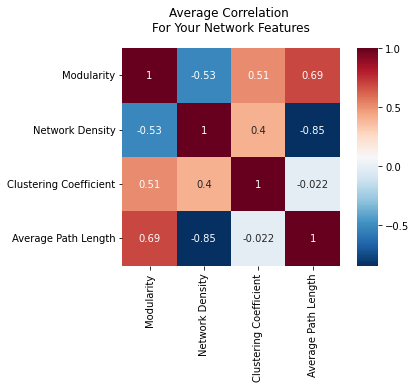 Average Correlation
For Your Network Features
Modularity
1
-0.53
0.51
0.69
Network Density
-0.53
1
0.4
-0.85
Clustering Coefficient
0.51
0.4
1
-0.022
Average Path Length
0.69
-0.85
-0.022
1
Modularity
Network Density
Clustering Coefficient
Average Path Length
1.0
0.5
0.0
−0.5